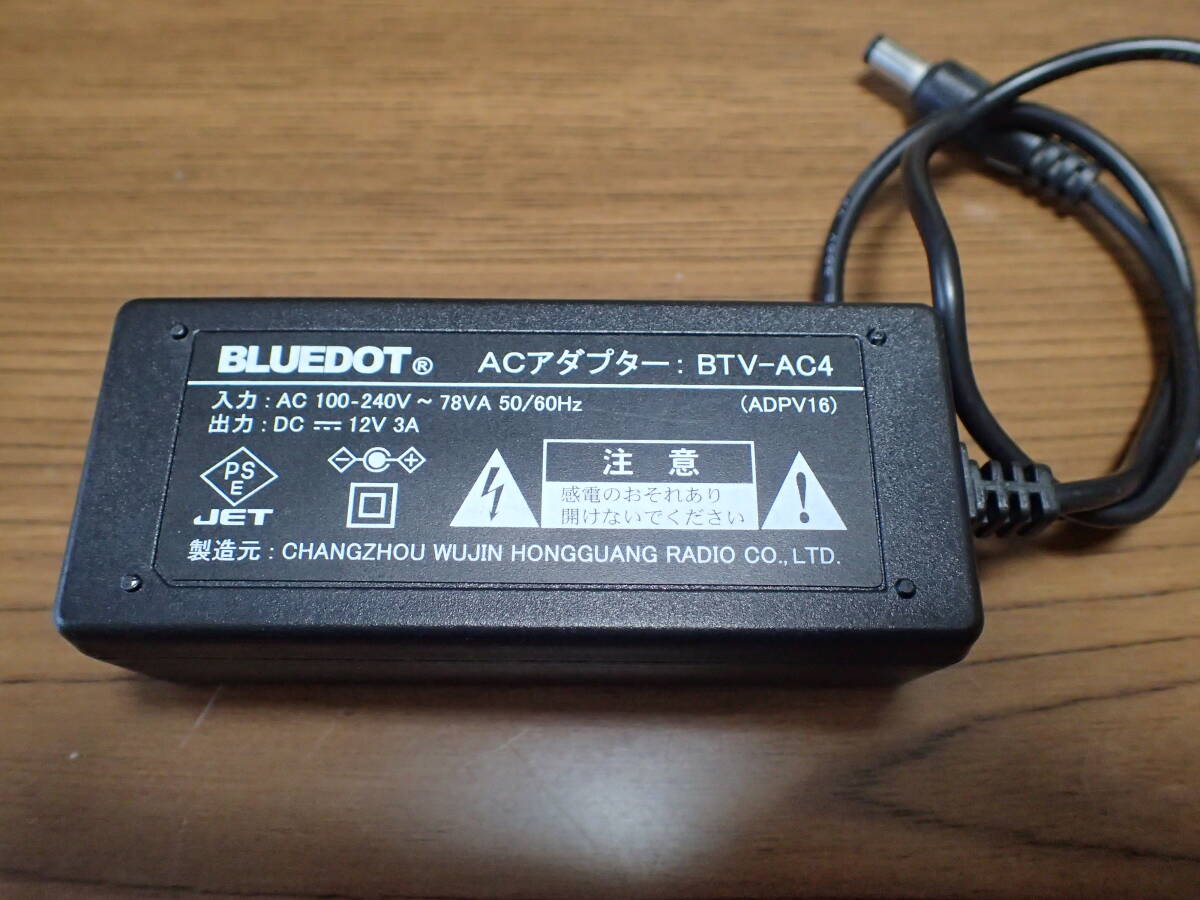 BLUEDOT® ACアダプター: BTV-AC4
入力: AC 100-240V ~ 78VA 50/60Hz (ADPV16)
出力: DC ⎓ 12V 3A
PS
E
JET
注 意
感電のおそれあり
開けないでください
製造元: CHANGZHOU WUJIN HONGGUANG RADIO CO., LTD.